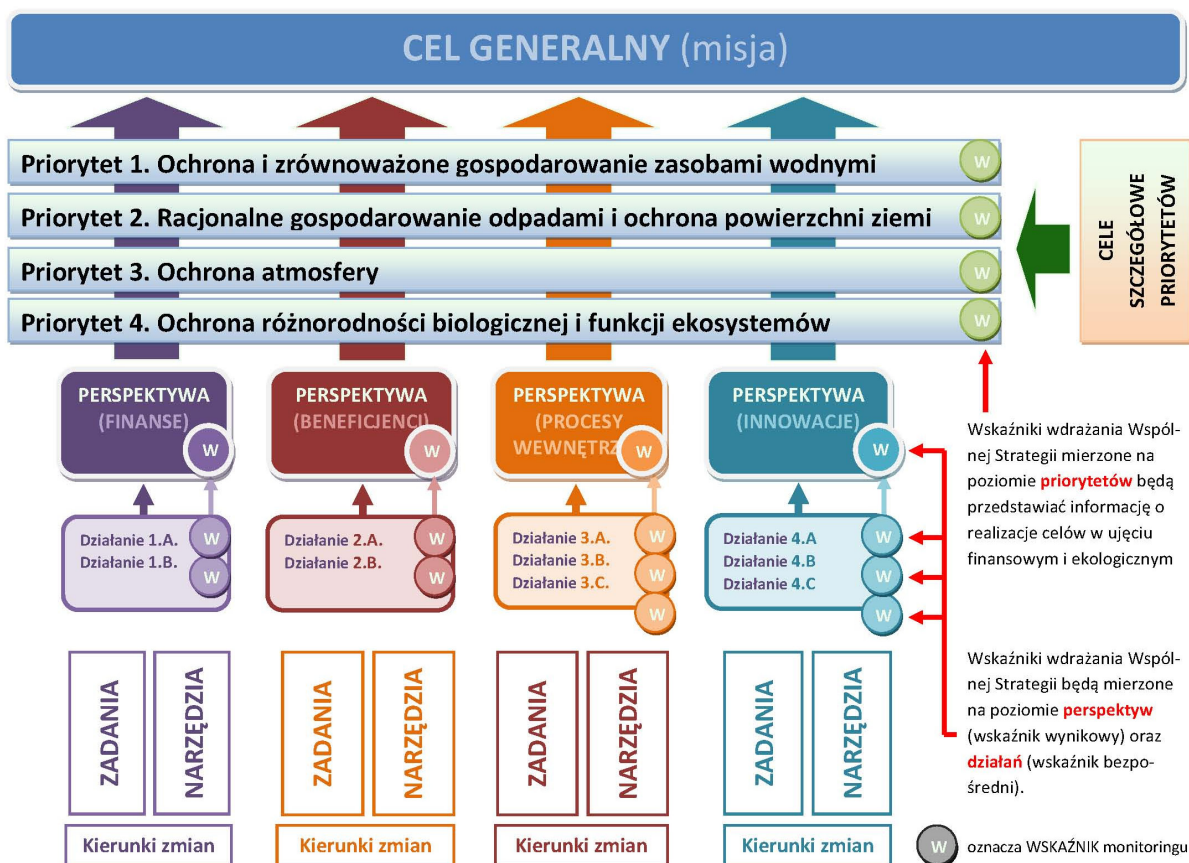 CEL GENERALNY (misja)
Priorytet 1. Ochrona i zrównoważone gospodarowanie zasobami wodnymi
W
Priorytet 2. Racjonalne gospodarowanie odpadami i ochrona powierzchni ziemi
W
Priorytet 3. Ochrona atmosfery
W
Priorytet 4. Ochrona różnorodności biologicznej i funkcji ekosystemów
W
CELE
SZCZEGÓŁOWE
PRIORYTETÓW
PERSPEKTYWA
(FINANSE)
W
PERSPEKTYWA
(BENEFICJENCI)
W
PERSPEKTYWA
(PROCESY
WEWNĘTRZ
W
PERSPEKTYWA
(INNOWACJE)
W
Wskaźniki wdrażania Wspól-
nej Strategii mierzone na
poziomie priorytetów będą
przedstawiać informację o
realizacje celów w ujęciu
finansowym i ekologicznym
Działanie 1.A.
W
Działanie 1.B.
W
Działanie 2.A.
W
Działanie 2.B.
W
Działanie 3.A.
W
Działanie 3.B.
W
Działanie 3.C.
W
Działanie 4.A
W
Działanie 4.B
W
Działanie 4.C
W
ZADANIA
NARZĘDZIA
ZADANIA
NARZĘDZIA
ZADANIA
NARZĘDZIA
ZADANIA
NARZĘDZIA
Wskaźniki wdrażania Wspól-
nej Strategii będą mierzone
na poziomie perspektyw
(wskaźnik wynikowy) oraz
działań (wskaźnik bezpo-
średni).
Kierunki zmian
Kierunki zmian
Kierunki zmian
Kierunki zmian
W oznacza WSKAŹNIK monitoringu